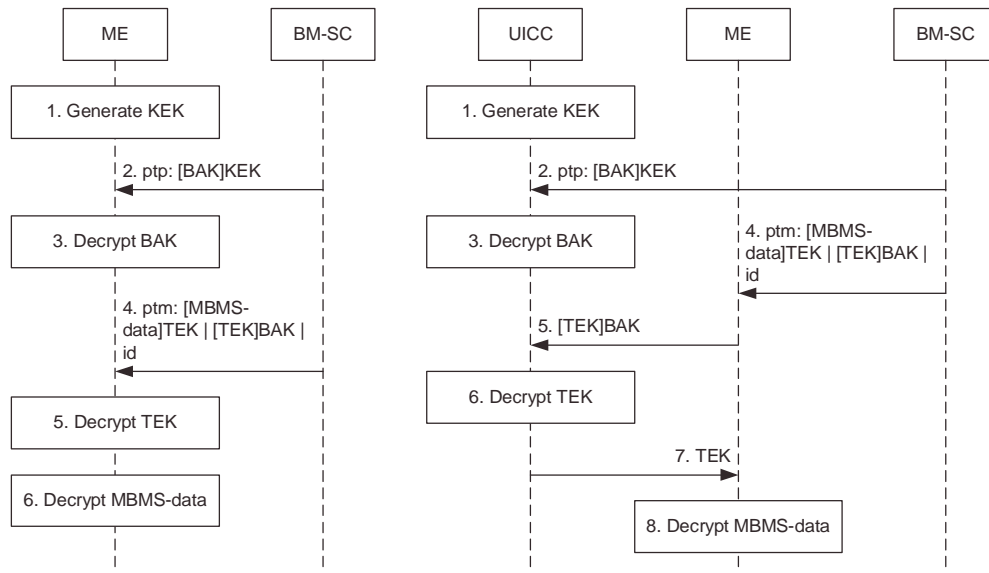 ME
BM-SC
1. Generate KEK
2. ptp: [BAK]KEK
3. Decrypt BAK
4. ptm: [MBMS-
data]TEK | [TEK]BAK |
id
5. Decrypt TEK
6. Decrypt MBMS-data
UICC
ME
BM-SC
1. Generate KEK
2. ptp: [BAK]KEK
3. Decrypt BAK
4. ptm: [MBMS-
data]TEK | [TEK]BAK |
id
5. [TEK]BAK
6. Decrypt TEK
7. TEK
8. Decrypt MBMS-data